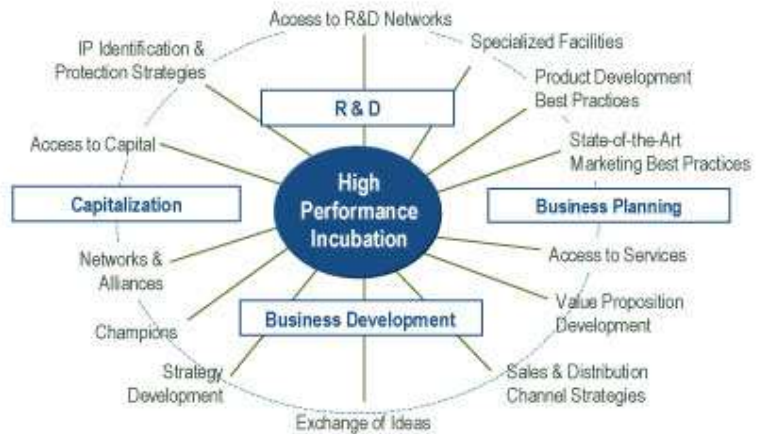 Access to R&D Networks
IP Identification &
Protection Strategies
Specialized Facilities
Product Development
Best Practices
R & D
Access to Capital
State-of-the-Art
Marketing Best Practices
High
Performance
Incubation
Capitalization
Business Planning
Networks &
Alliances
Access to Services
Champions
Business Development
Value Proposition
Development
Strategy
Development
Sales & Distribution
Channel Strategies
Exchange of Ideas